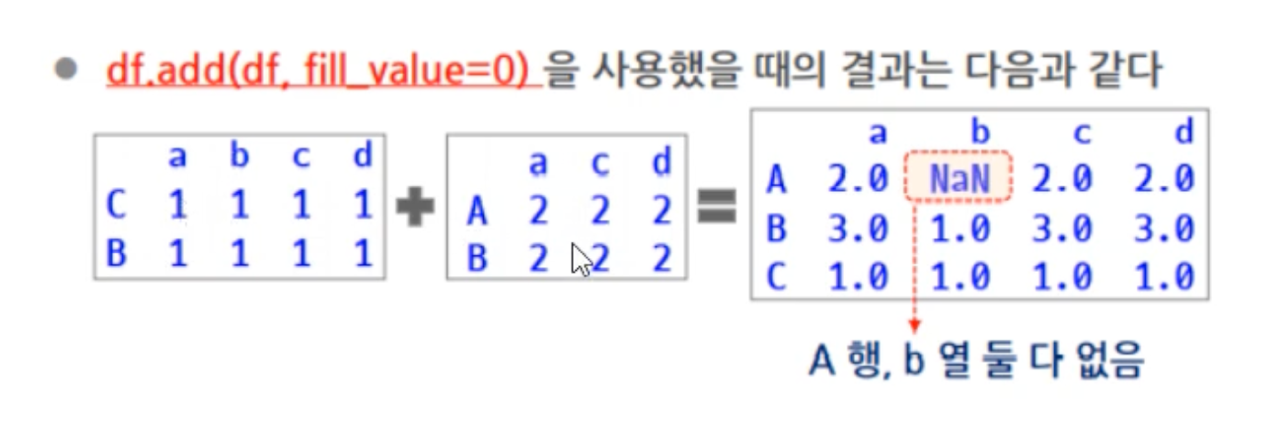 ● df.add(df, fill_value=0) 을 사용했을 때의 결과는 다음과 같다
a b c d
C 1 1 1 1
B 1 1 1 1
+
a c d
A 2 2 2
B 2 2 2
=
a b c d
A 2.0 NaN 2.0 2.0
B 3.0 1.0 3.0 3.0
C 1.0 1.0 1.0 1.0
A 행, b 열 둘 다 없음